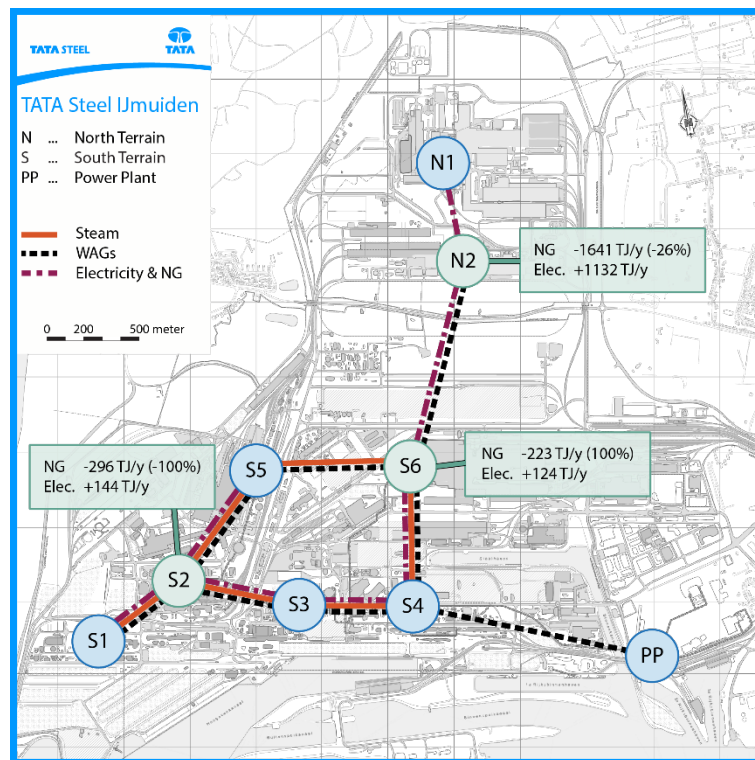 TATA STEEL
TATA
TATA Steel IJmuiden
N ... North Terrain
S ... South Terrain
PP ... Power Plant
Steam
WAGs
Electricity & NG
0 200 500 meter
N1
N2
NG -1641 TJ/y (-26%)
Elec. +1132 TJ/y
NG -296 TJ/y (-100%)
Elec. +144 TJ/y
S5
S6
NG -223 TJ/y (100%)
Elec. +124 TJ/y
S2
S3
S4
S1
PP